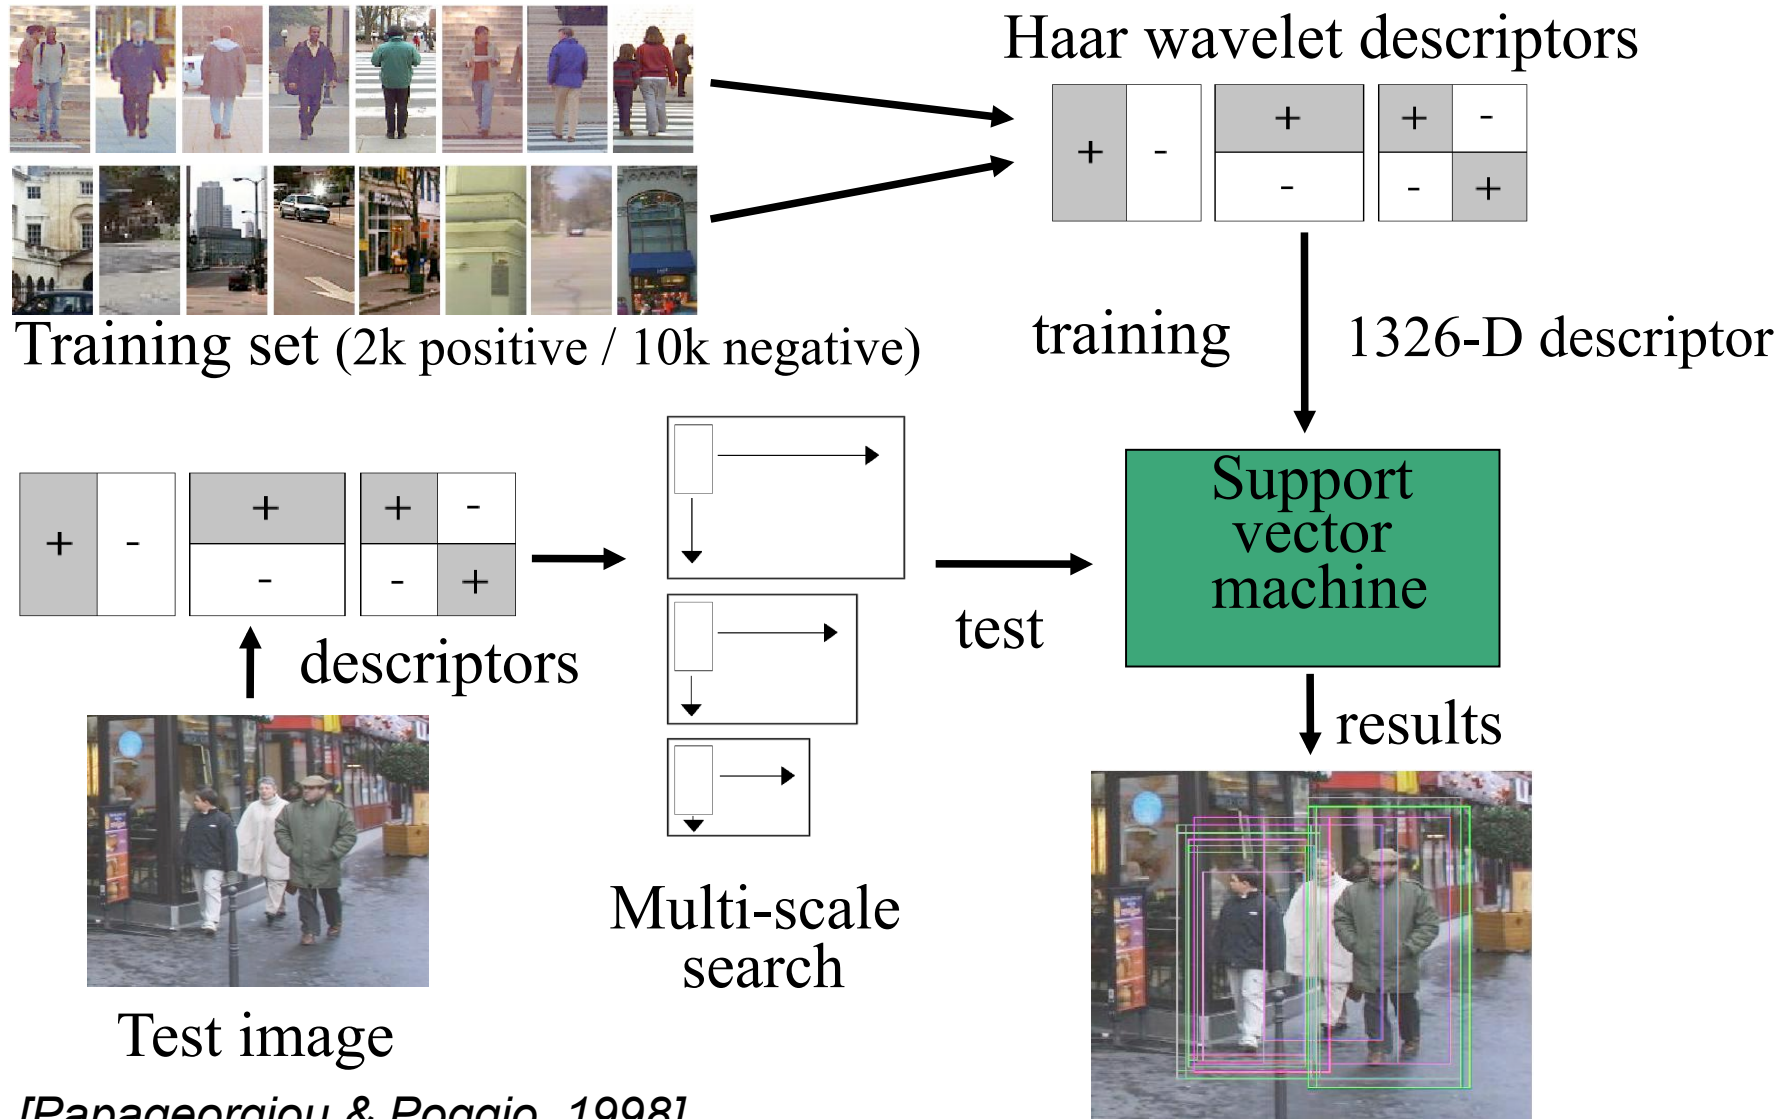 Haar wavelet descriptors
+ - + - + - - +
Training set (2k positive / 10k negative)
training
1326-D descriptor
+ - + - + - - +
descriptors
test
Support
vector
machine
results
Multi-scale
search
Test image
[Papageorgiou & Poggio, 1998]